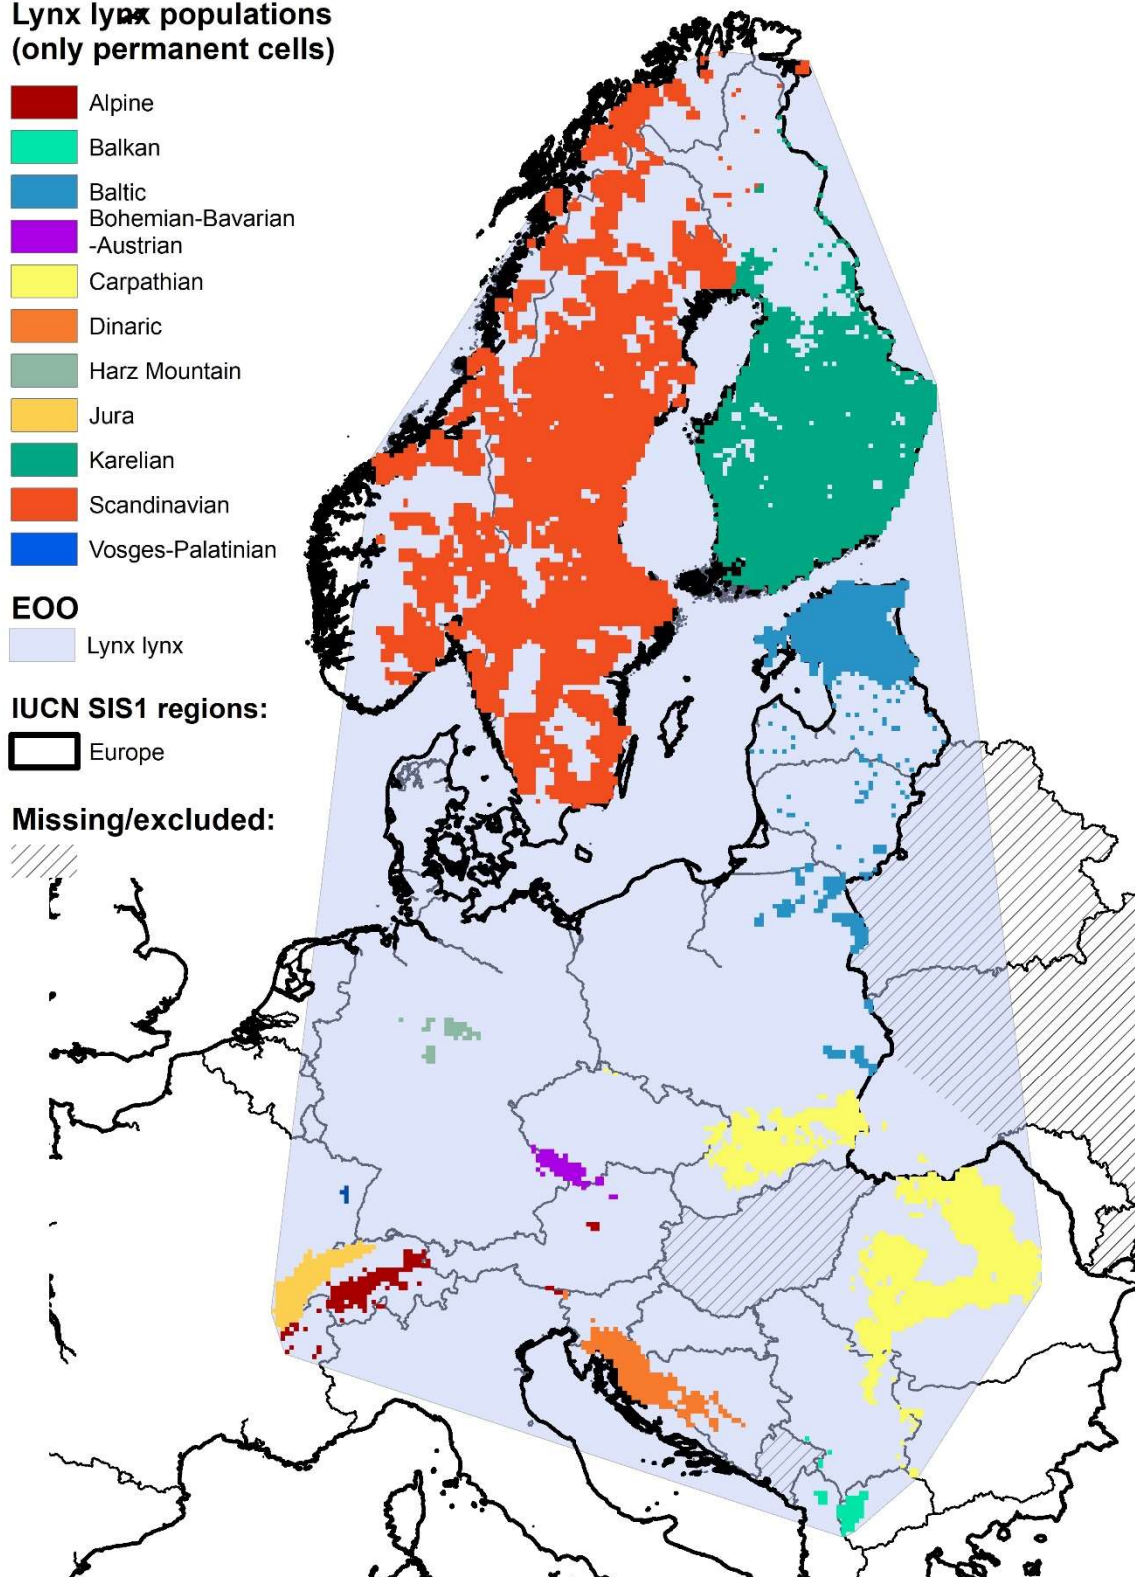 Lynx lynx populations
(only permanent cells)
Alpine
Balkan
Baltic
Bohemian-Bavarian
-Austrian
Carpathian
Dinaric
Harz Mountain
Jura
Karelian
Scandinavian
Vosges-Palatinian
EOO
Lynx lynx
IUCN SIS1 regions:
Europe
Missing/excluded: